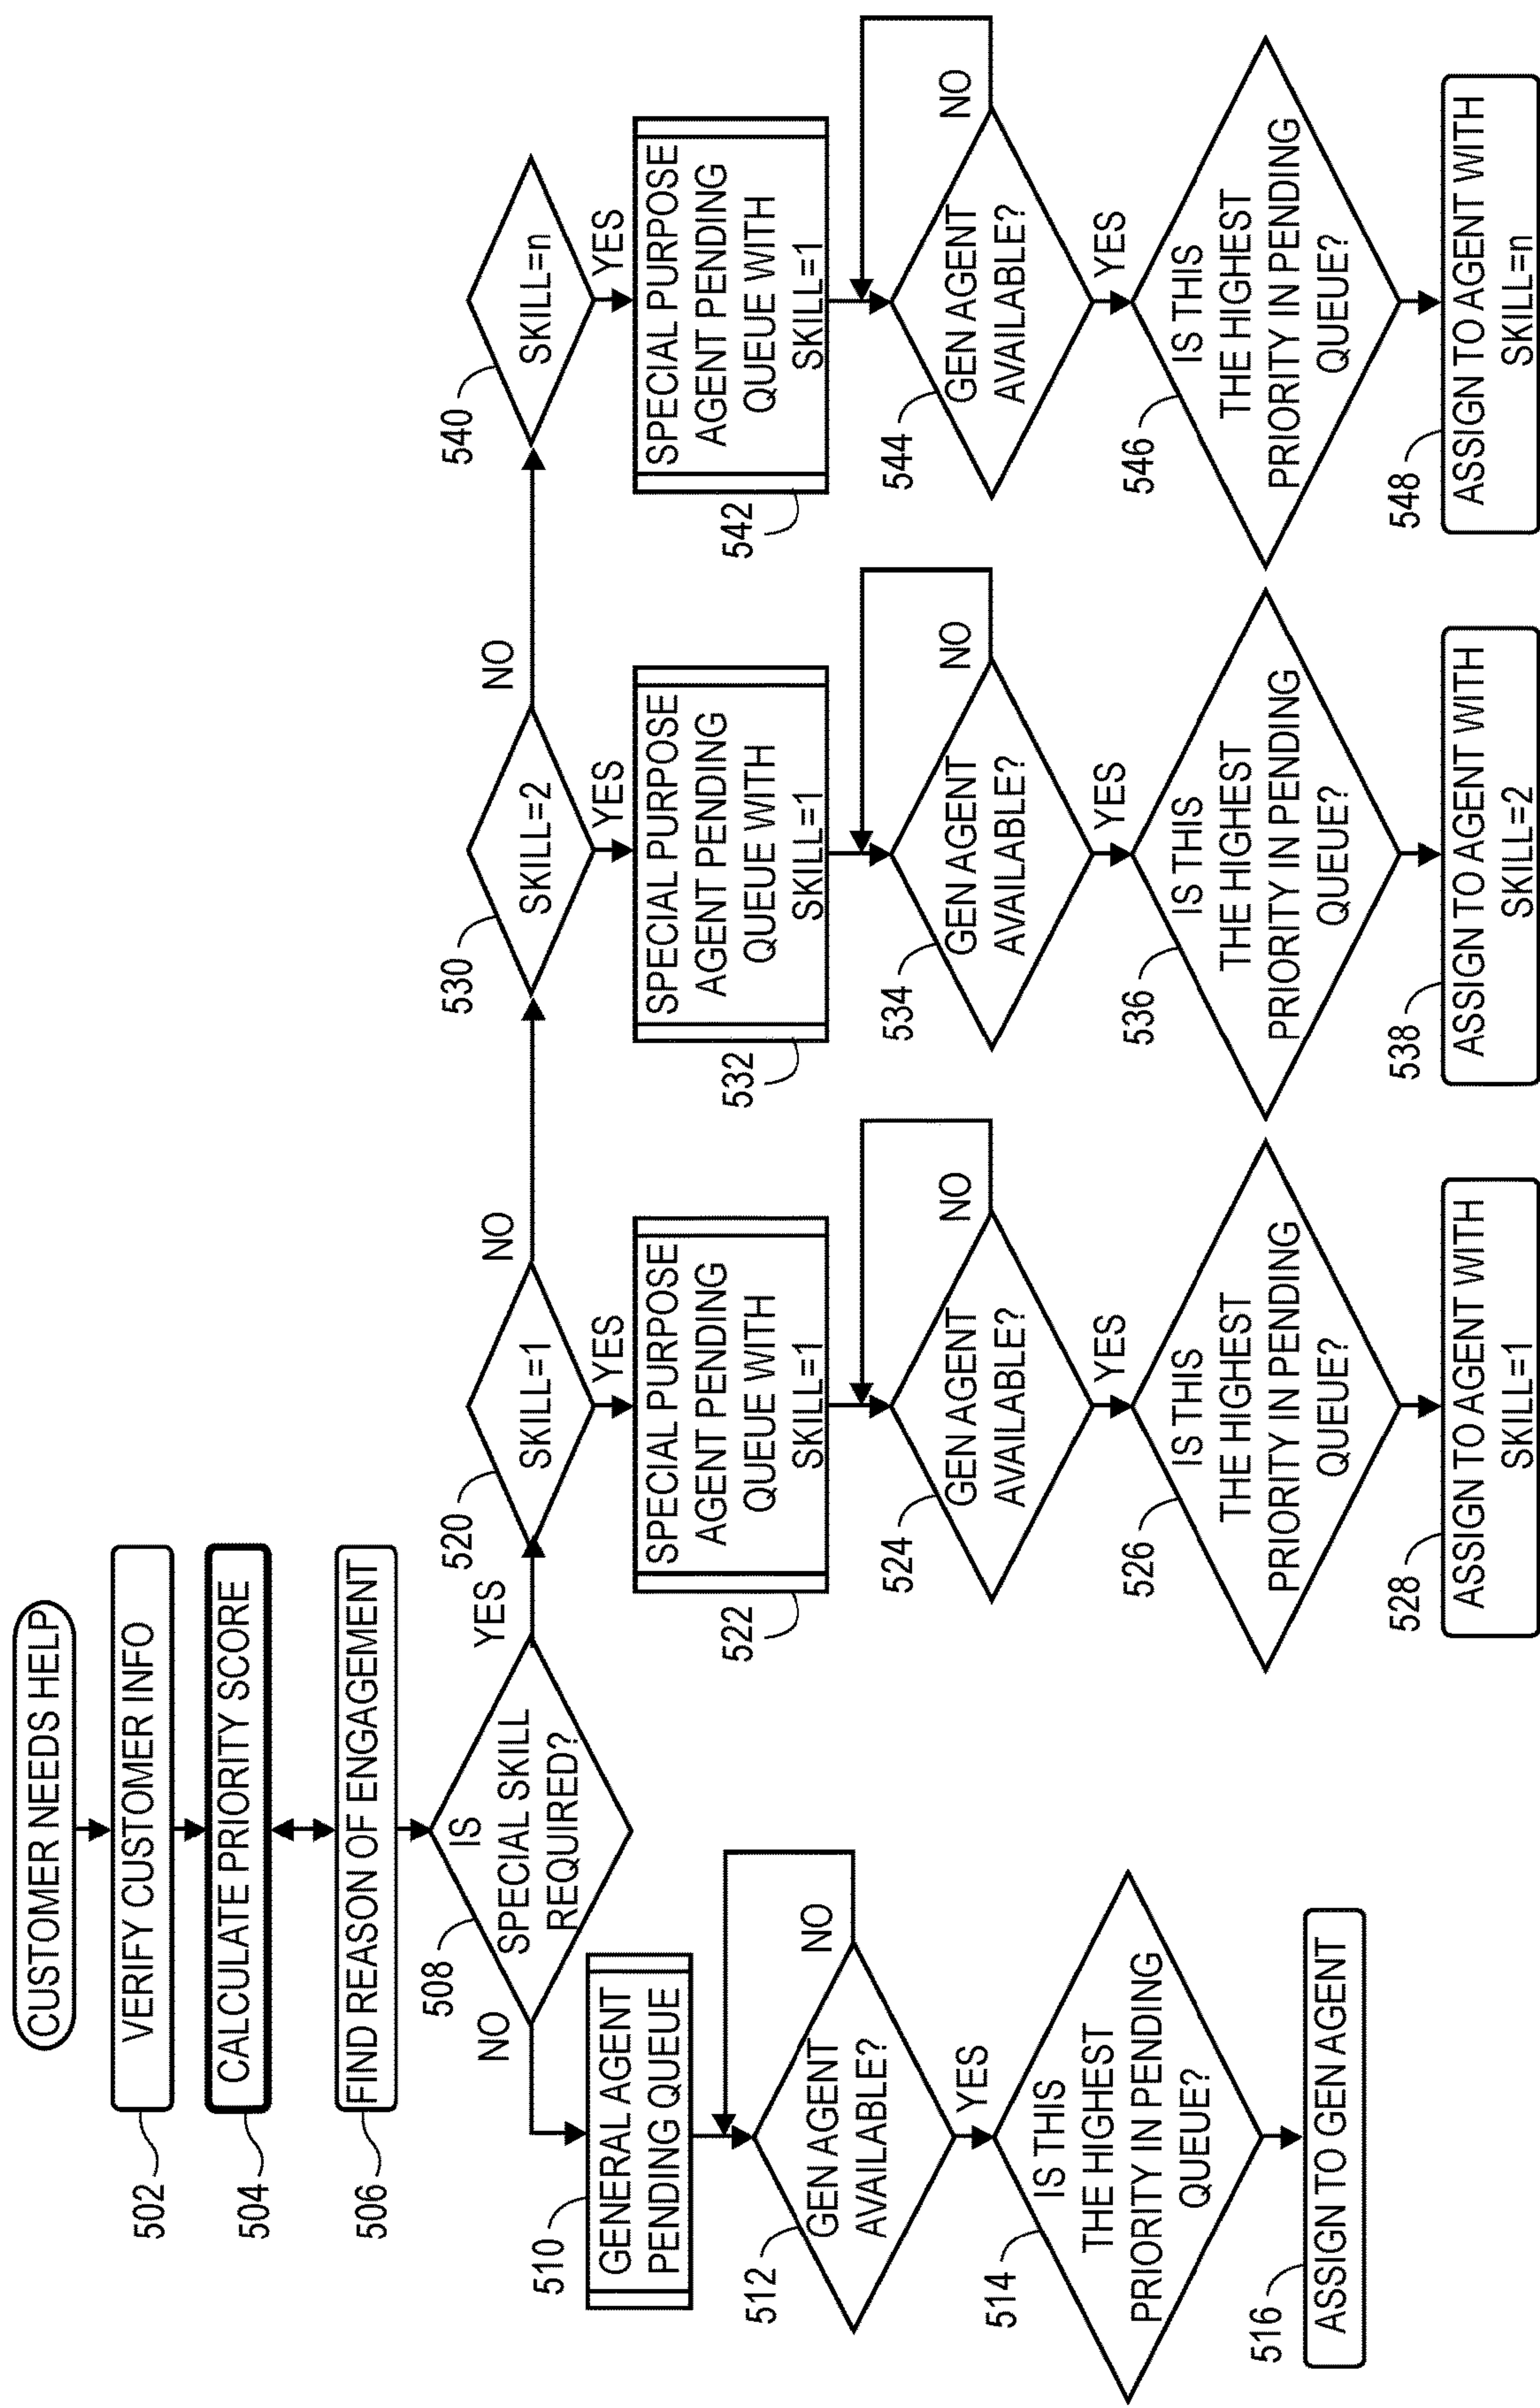 CUSTOMER NEEDS HELP
502
VERIFY CUSTOMER INFO
504
CALCULATE PRIORITY SCORE
506
FIND REASON OF ENGAGEMENT
508
IS
SPECIAL SKILL
REQUIRED?
NO
YES
510
GENERAL AGENT
PENDING QUEUE
512
GEN AGENT
AVAILABLE?
NO
YES
514
IS THIS
THE HIGHEST
PRIORITY IN PENDING
QUEUE?
516
ASSIGN TO GEN AGENT
520
SKILL=1
NO
YES
522
SPECIAL PURPOSE
AGENT PENDING
QUEUE WITH
SKILL=1
524
GEN AGENT
AVAILABLE?
NO
YES
526
IS THIS
THE HIGHEST
PRIORITY IN PENDING
QUEUE?
528
ASSIGN TO AGENT WITH
SKILL=1
530
SKILL=2
NO
YES
532
SPECIAL PURPOSE
AGENT PENDING
QUEUE WITH
SKILL=1
534
GEN AGENT
AVAILABLE?
NO
YES
536
IS THIS
THE HIGHEST
PRIORITY IN PENDING
QUEUE?
538
ASSIGN TO AGENT WITH
SKILL=2
540
SKILL=n
YES
542
SPECIAL PURPOSE
AGENT PENDING
QUEUE WITH
SKILL=1
544
GEN AGENT
AVAILABLE?
NO
YES
546
IS THIS
THE HIGHEST
PRIORITY IN PENDING
QUEUE?
548
ASSIGN TO AGENT WITH
SKILL=n